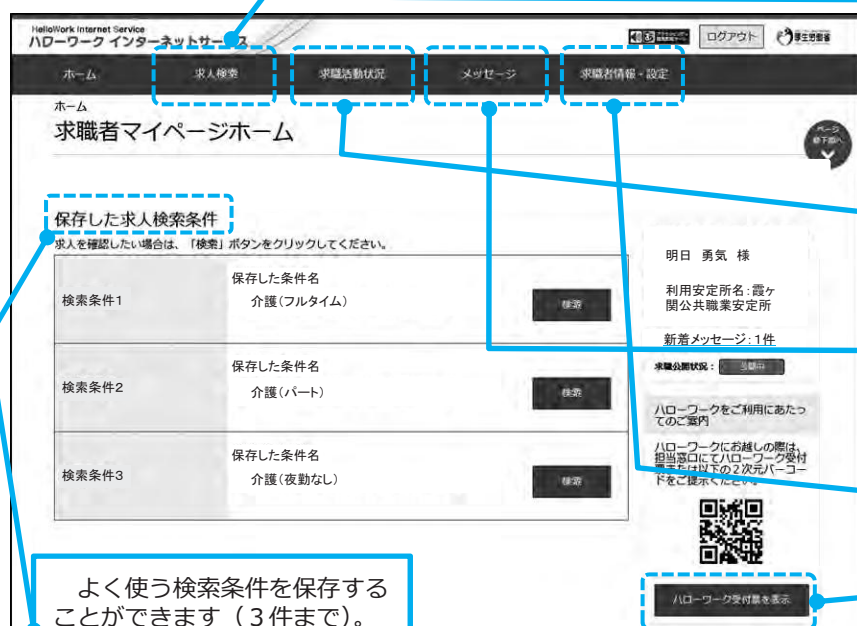 HelloWork Internet Service
ハローワーク インターネットサービス
ログアウト
厚生労働省
ホーム
求人検索
求職活動状況
メッセージ
求職者情報・設定
ホーム
求職者マイページホーム
ページ
最下部へ
保存した求人検索条件
求人を確認したい場合は、「検索」ボタンをクリックしてください。
検索条件1
保存した条件名
介護(フルタイム)
検索
検索条件2
保存した条件名
介護(パート)
検索
検索条件3
保存した条件名
介護(夜勤なし)
検索
明日 勇気 様
利用安定所名:霞ヶ
関公共職業安定所
新着メッセージ:1件
求職公開状況:
ハローワークをご利用にあたっ
てのご案内
ハローワークにお越しの際は、
担当窓口にてハローワーク受付
票または以下の2次元バーコー
ドをご提示ください。
ハローワーク受付票を表示
よく使う検索条件を保存する
ことができます(3件まで)。